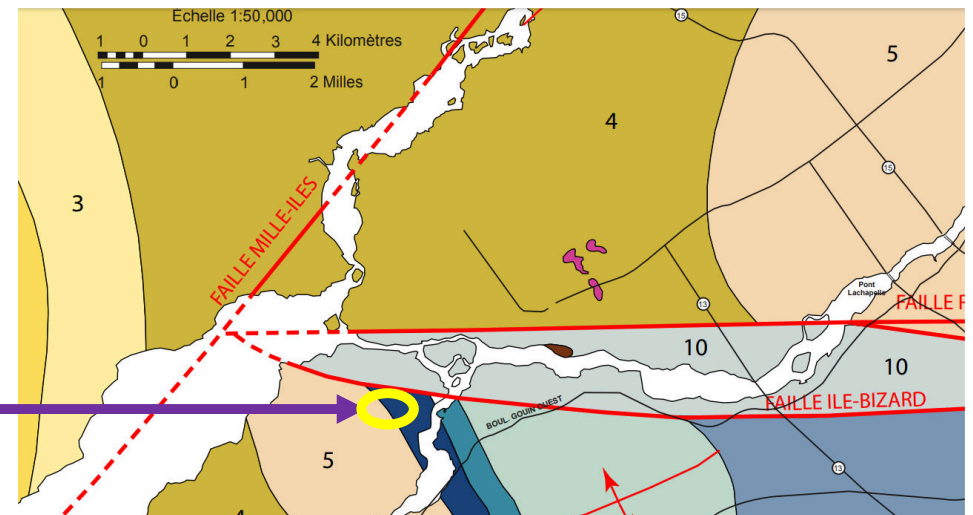 Echelle 1:50,000
1 0 1 2 3 4 Kilomètres
1 0 1 2 Milles
15
5
4
3
FAILLE MILLE-ILES
15
Pont
Lachapelle
13
FAILLE F
10
10
FAILLE ILE-BIZARD
BOUL. GOUIN OUEST
5
13
4